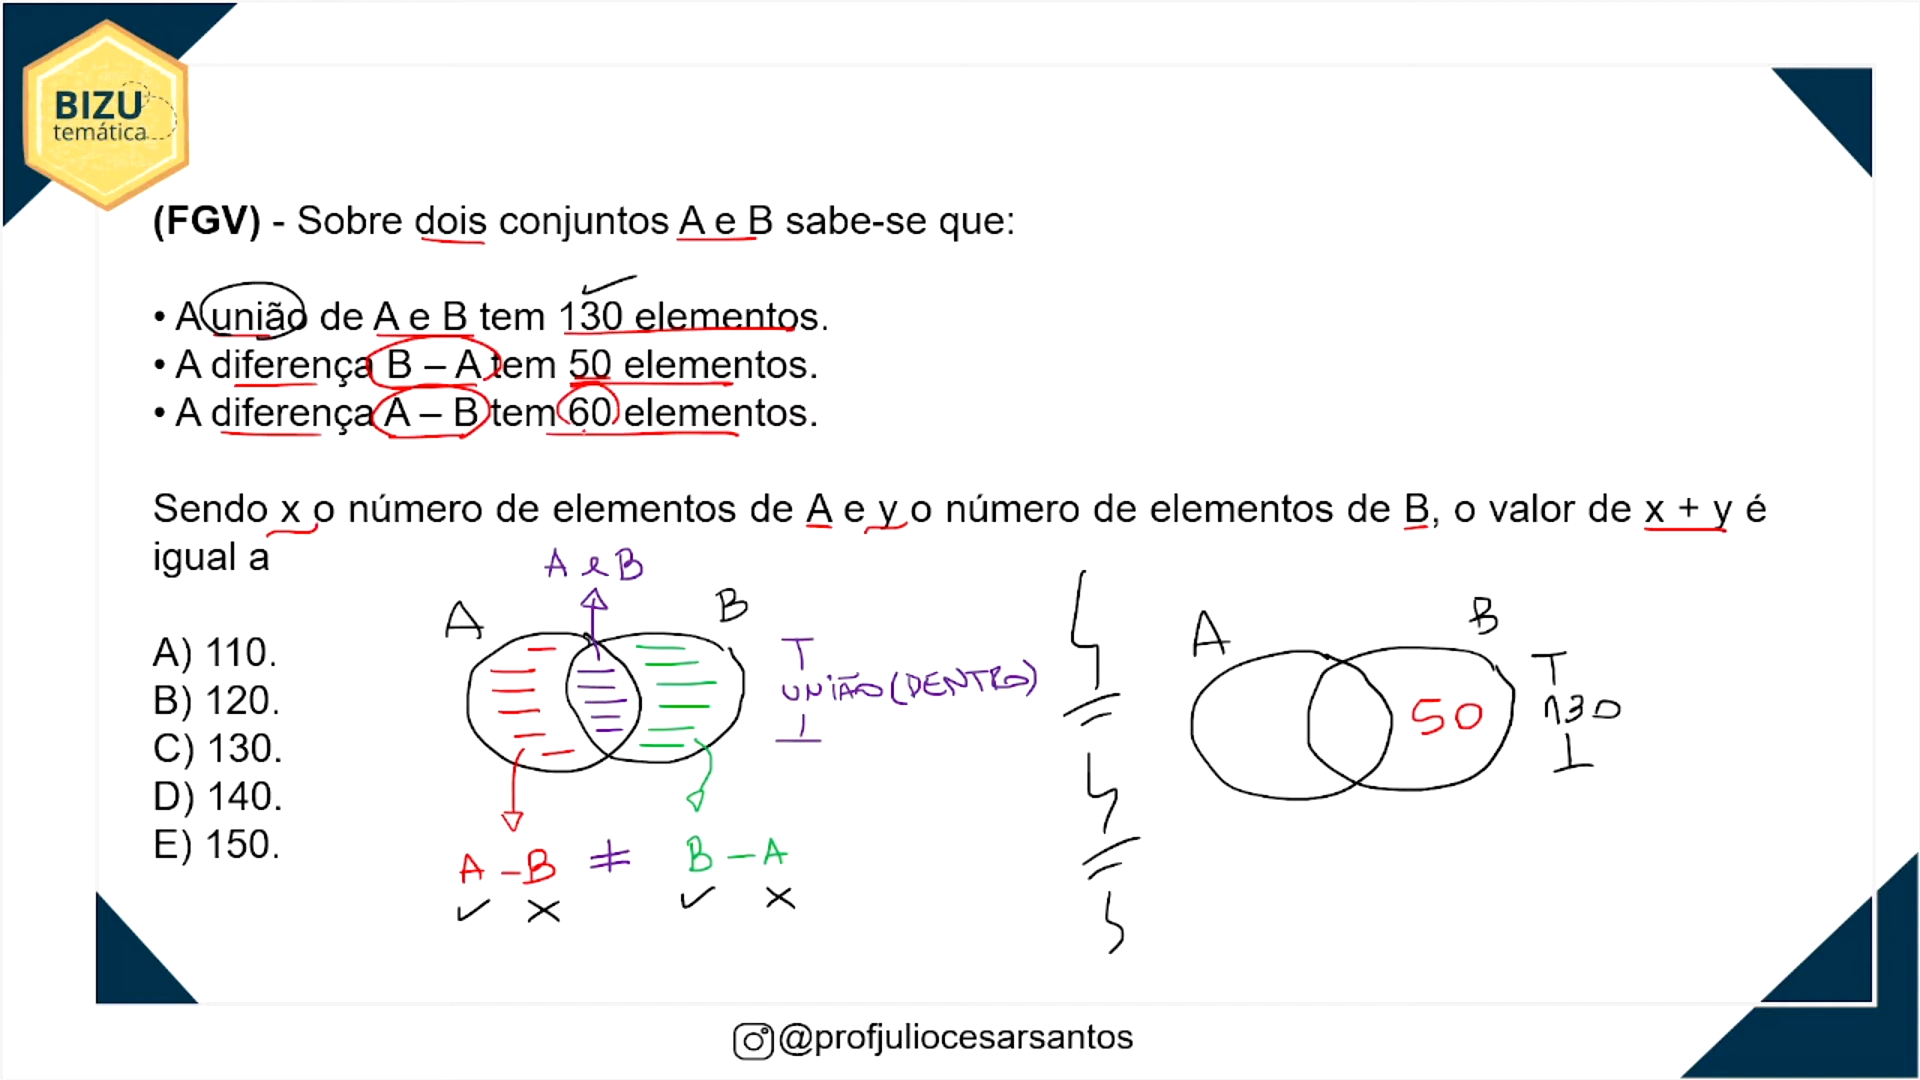 BIZU
temática
(FGV) - Sobre dois conjuntos A e B sabe-se que:
• A união de A e B tem 130 elementos.
• A diferença B – A tem 50 elementos.
• A diferença A – B tem 60 elementos.
Sendo x o número de elementos de A e y o número de elementos de B, o valor de x + y é
igual a
A) 110.
B) 120.
C) 130.
D) 140.
E) 150.
A e B
A B
T
UNIÃO (DENTRO)
A - B ≠ B - A
A B
50
T
130
@profjuliocesarsantos